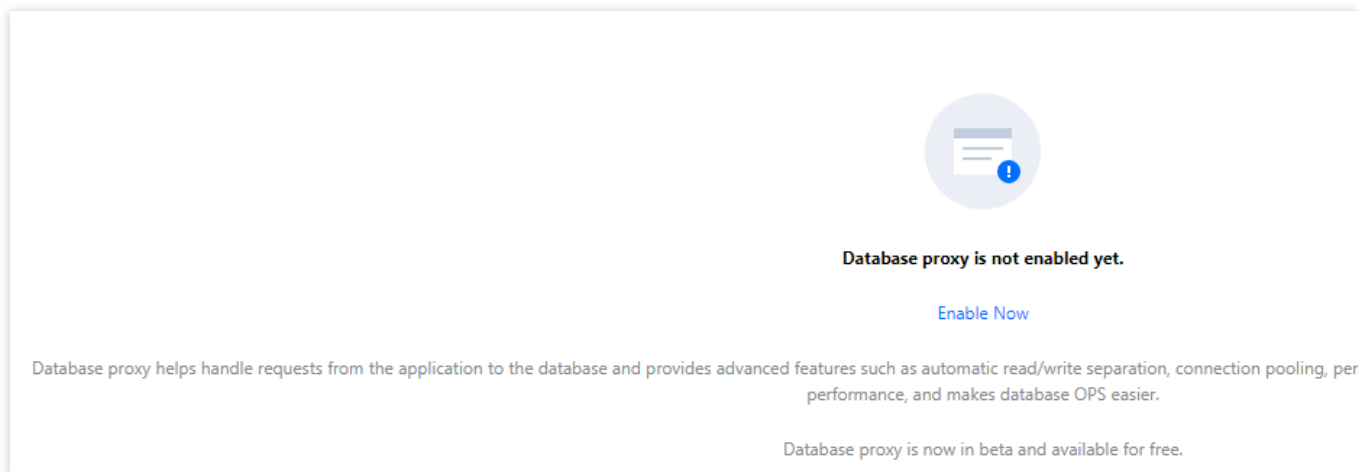 Database proxy is not enabled yet.
Enable Now
Database proxy helps handle requests from the application to the database and provides advanced features such as automatic read/write separation, connection pooling,
performance, and makes database OPS easier.
Database proxy is now in beta and available for free.